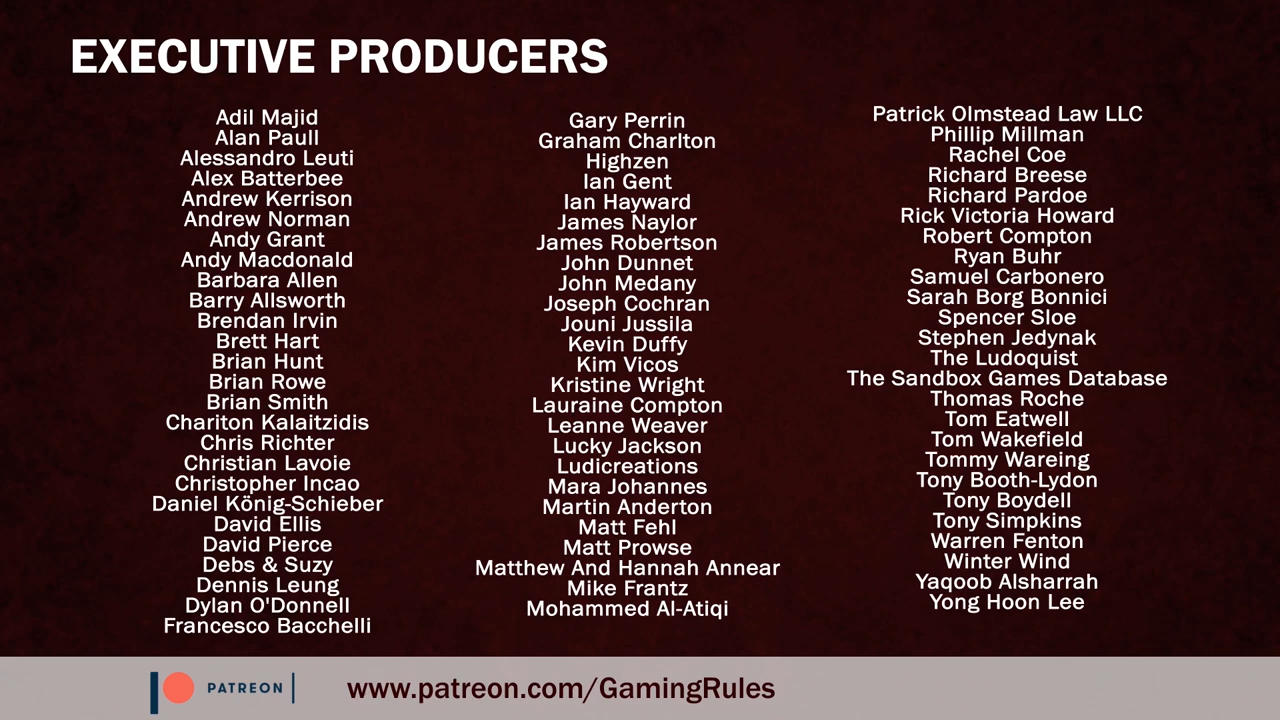 EXECUTIVE PRODUCERS
Adil Majid
Alan Paull
Alessandro Leuti
Alex Batterbee
Andrew Kerrison
Andrew Norman
Andy Grant
Andy Macdonald
Barbara Allen
Barry Allsworth
Brendan Irvin
Brett Hart
Brian Hunt
Brian Rowe
Brian Smith
Chariton Kalaitzidis
Chris Richter
Christian Lavoie
Christopher Incao
Daniel König-Schieber
David Ellis
David Pierce
Debs & Suzy
Dennis Leung
Dylan O'Donnell
Francesco Bacchelli
Gary Perrin
Graham Charlton
Highzen
Ian Gent
Ian Hayward
James Naylor
James Robertson
John Dunnet
John Medany
Joseph Cochran
Jouni Jussila
Kevin Duffy
Kim Vicos
Kristine Wright
Lauraine Compton
Leanne Weaver
Lucky Jackson
Ludicreations
Mara Johannes
Martin Anderton
Matt Fehl
Matt Prowse
Matthew And Hannah Annear
Mike Frantz
Mohammed Al-Atiqi
Patrick Olmstead Law LLC
Phillip Millman
Rachel Coe
Richard Breese
Richard Pardoe
Rick Victoria Howard
Robert Compton
Ryan Buhr
Samuel Carbonero
Sarah Borg Bonnici
Spencer Sloe
Stephen Jedynak
The Ludoquist
The Sandbox Games Database
Thomas Roche
Tom Eatwell
Tom Wakefield
Tommy Wareing
Tony Booth-Lydon
Tony Boydell
Tony Simpkins
Warren Fenton
Winter Wind
Yaqoob Alsharrah
Yong Hoon Lee
PATREON
www.patreon.com/GamingRules